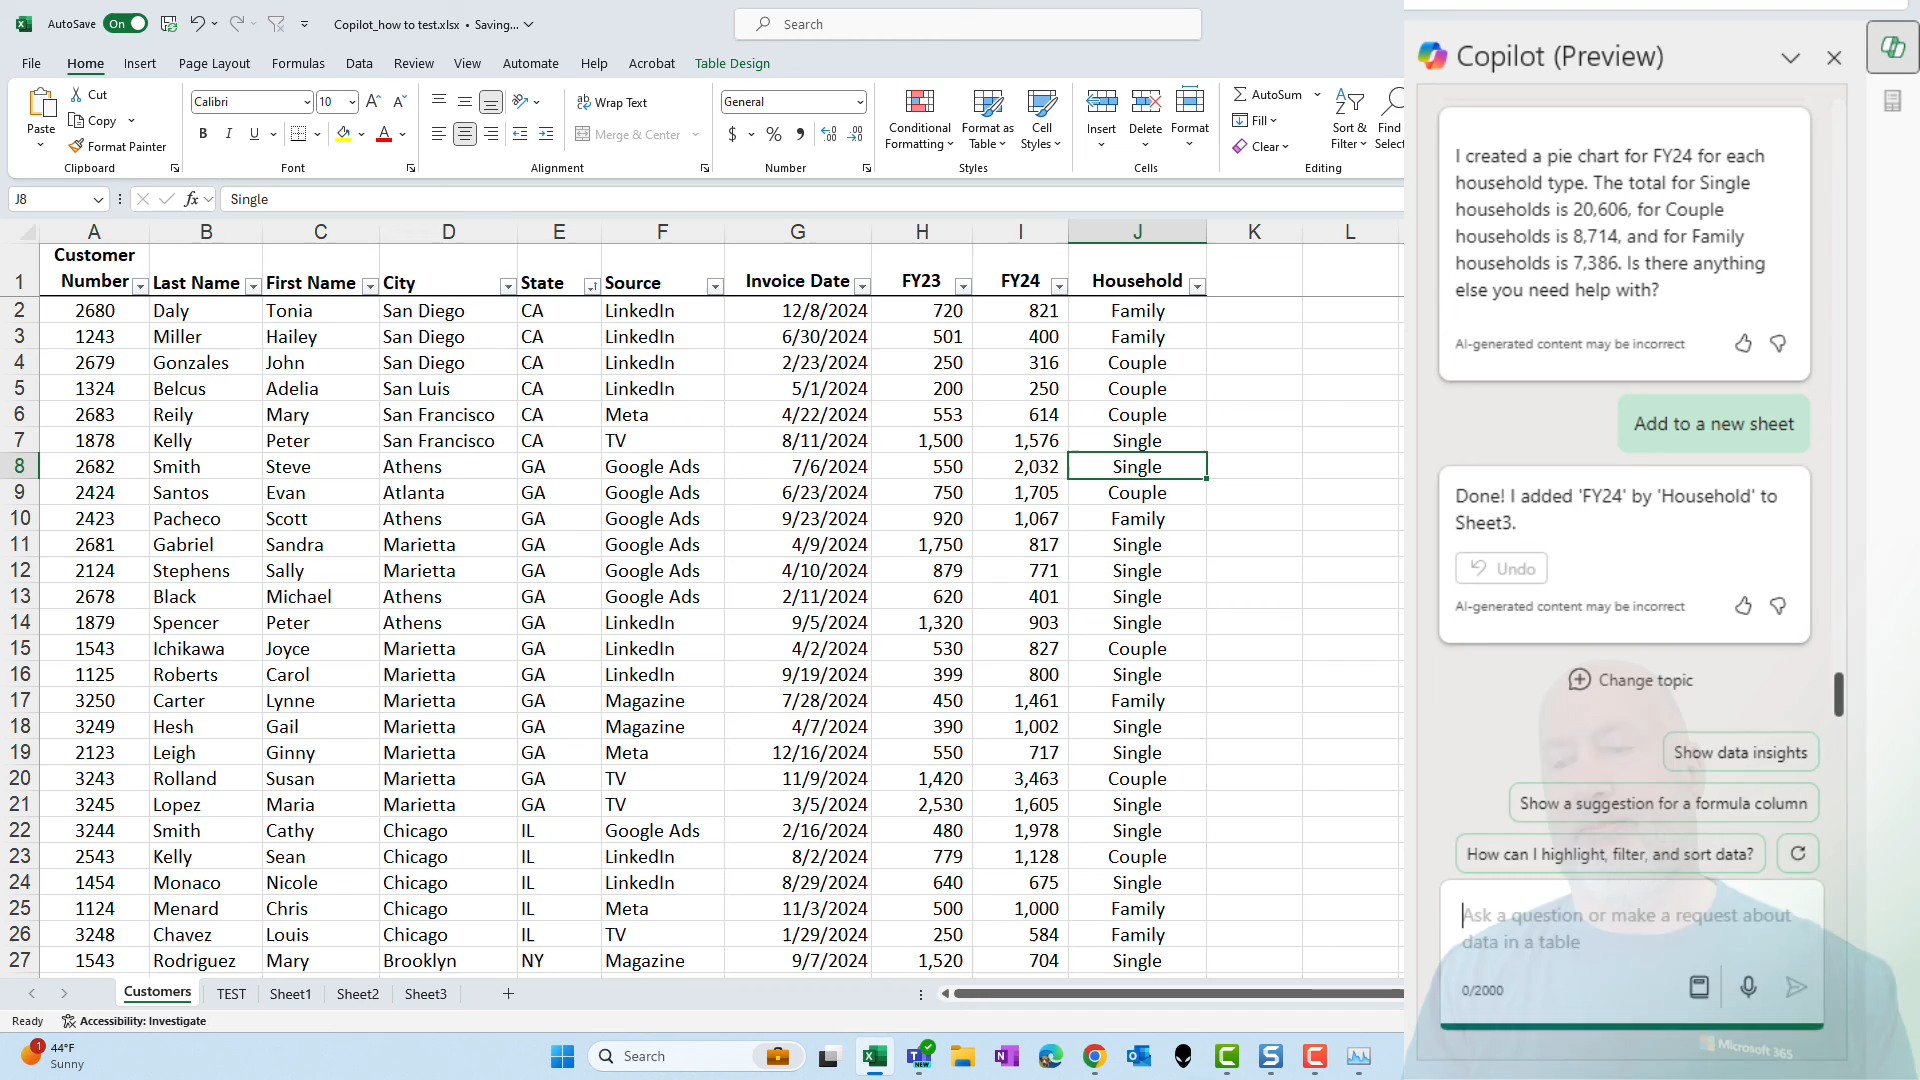 AutoSave On Copilot_how to test.xlsx • Saving... Search
File Home Insert Page Layout Formulas Data Review View Automate Help Acrobat Table Design
Paste Cut Copy Format Painter
Clipboard
Calibri 10
B I U A
Font
ab Wrap Text
Merge & Center
Alignment
General
$ % ,
Number
Conditional Formatting Format as Table Cell Styles
Styles
Insert Delete Format
Cells
AutoSum Fill Clear Sort & Filter Find Select
Editing
J8 fx Single
A B C D E F G H I J K L
1 Customer Number Last Name First Name City State Source Invoice Date FY23 FY24 Household
2 2680 Daly Tonia San Diego CA LinkedIn 12/8/2024 720 821 Family
3 1243 Miller Hailey San Diego CA LinkedIn 6/30/2024 501 400 Family
4 2679 Gonzales John San Diego CA LinkedIn 2/23/2024 250 316 Couple
5 1324 Belcus Adelia San Luis CA LinkedIn 5/1/2024 200 250 Couple
6 2683 Reily Mary San Francisco CA Meta 4/22/2024 553 614 Couple
7 1878 Kelly Peter San Francisco CA TV 8/11/2024 1,500 1,576 Single
8 2682 Smith Steve Athens GA Google Ads 7/6/2024 550 2,032 Single
9 2424 Santos Evan Atlanta GA Google Ads 6/23/2024 750 1,705 Couple
10 2423 Pacheco Scott Athens GA Google Ads 9/23/2024 920 1,067 Family
11 2681 Gabriel Sandra Marietta GA Google Ads 4/9/2024 1,750 817 Single
12 2124 Stephens Sally Marietta GA Google Ads 4/10/2024 879 771 Single
13 2678 Black Michael Athens GA Google Ads 2/11/2024 620 401 Single
14 1879 Spencer Peter Athens GA LinkedIn 9/5/2024 1,320 903 Single
15 1543 Ichikawa Joyce Marietta GA LinkedIn 4/2/2024 530 827 Couple
16 1125 Roberts Carol Marietta GA LinkedIn 9/19/2024 399 800 Single
17 3250 Carter Lynne Marietta GA Magazine 7/28/2024 450 1,461 Family
18 3249 Hesh Gail Marietta GA Magazine 4/7/2024 390 1,002 Single
19 2123 Leigh Ginny Marietta GA Meta 12/16/2024 550 717 Single
20 3243 Rolland Susan Marietta GA TV 11/9/2024 1,420 3,463 Couple
21 3245 Lopez Maria Marietta GA TV 3/5/2024 2,530 1,605 Single
22 3244 Smith Cathy Chicago IL Google Ads 2/16/2024 480 1,978 Single
23 2543 Kelly Sean Chicago IL LinkedIn 8/2/2024 779 1,128 Couple
24 1454 Monaco Nicole Chicago IL LinkedIn 8/29/2024 640 675 Single
25 1124 Menard Chris Chicago IL Meta 11/3/2024 500 1,000 Family
26 3248 Chavez Louis Chicago IL TV 1/29/2024 250 584 Family
27 1543 Rodriguez Mary Brooklyn NY Magazine 9/7/2024 1,520 704 Single
Customers TEST Sheet1 Sheet2 Sheet3
Ready Accessibility: Investigate
1 44°F
Sunny
Search
NEW
Copilot (Preview)
I created a pie chart for FY24 for each
household type. The total for Single
households is 20,606, for Couple
households is 8,714, and for Family
households is 7,386. Is there anything
else you need help with?
AI-generated content may be incorrect
Add to a new sheet
Done! I added 'FY24' by 'Household' to
Sheet3.
Undo
AI-generated content may be incorrect
Change topic
Show data insights
Show a suggestion for a formula column
How can I highlight, filter, and sort data?
Ask a question or make a request about
data in a table
0/2000
Microsoft 365